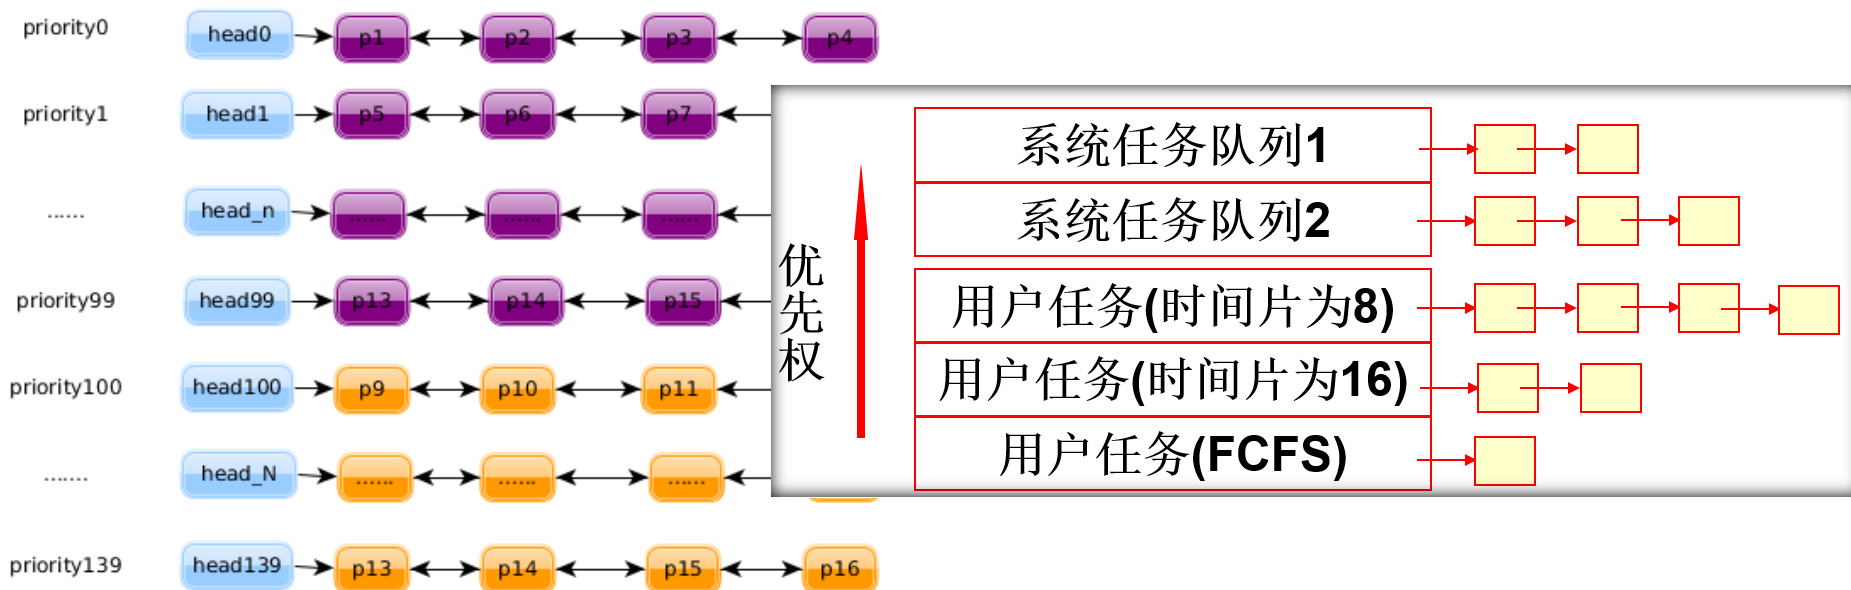 priority0 head0 p1 p2 p3 p4
priority1 head1 p5 p6 p7
...... head_n ...... ...... ......
priority99 head99 p13 p14 p15
priority100 head100 p9 p10 p11
....... head_N ...... ...... ......
priority139 head139 p13 p14 p15 p16
优先权
系统任务队列1
系统任务队列2
用户任务(时间片为8)
用户任务(时间片为16)
用户任务(FCFS)